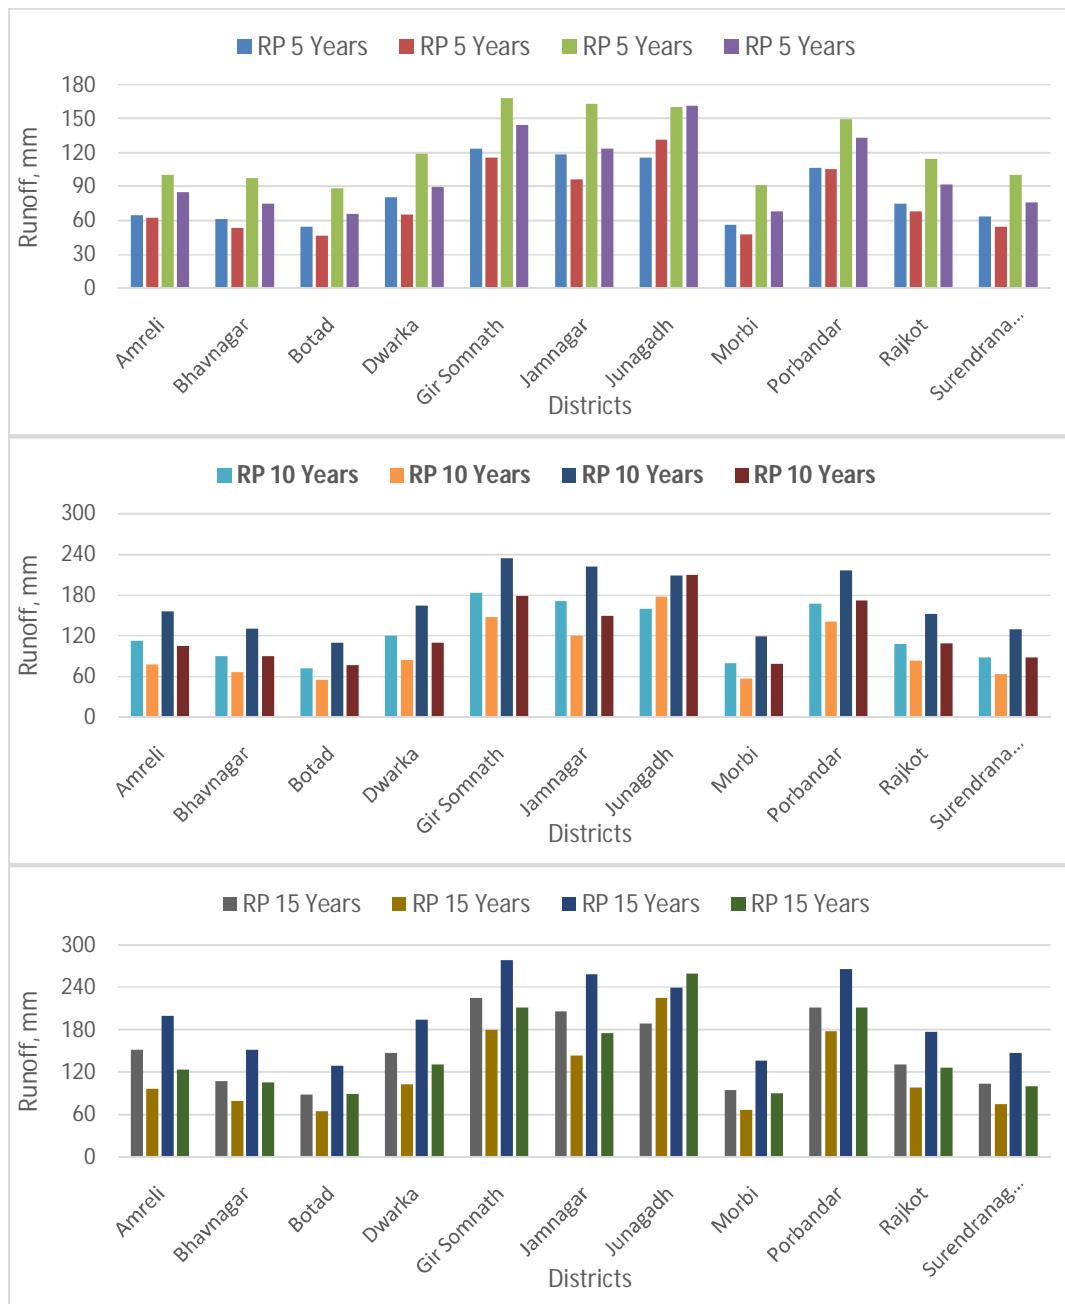 RP 5 Years RP 5 Years RP 5 Years RP 5 Years
180
150
120
90
60
30
0
Runoff, mm
Amreli Bhavnagar Botad Dwarka Gir Somnath Jamnagar Junagadh Morbi Porbandar Rajkot Surendrana...
Districts
RP 10 Years RP 10 Years RP 10 Years RP 10 Years
300
240
180
120
60
0
Runoff, mm
Amreli Bhavnagar Botad Dwarka Gir Somnath Jamnagar Junagadh Morbi Porbandar Rajkot Surendrana...
Districts
RP 15 Years RP 15 Years RP 15 Years RP 15 Years
300
240
180
120
60
0
Runoff, mm
Amreli Bhavnagar Botad Dwarka Gir Somnath Jamnagar Junagadh Morbi Porbandar Rajkot Surendranag...
Districts